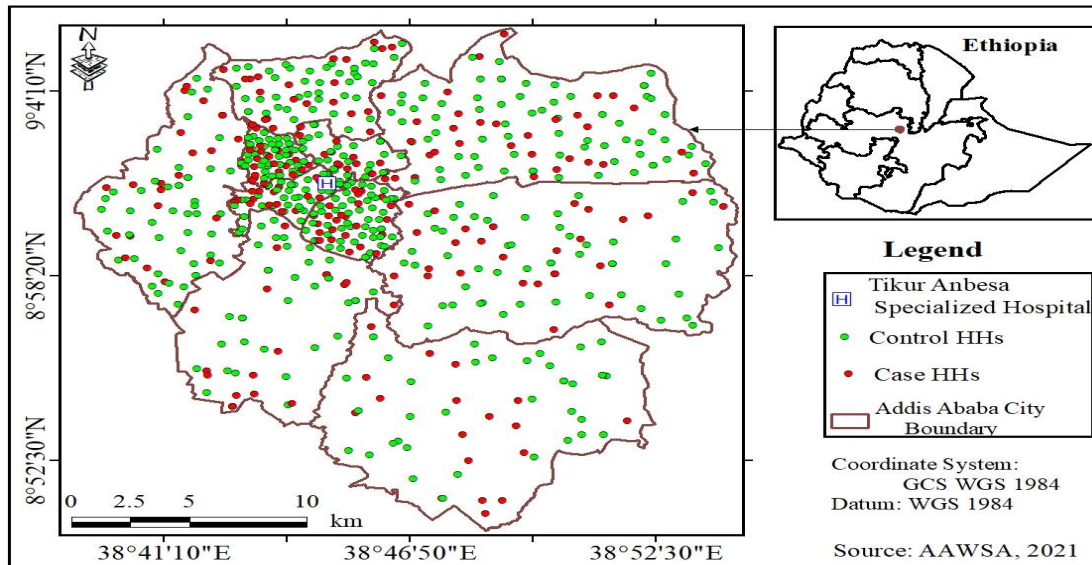 N
9°4'10"N
8°58'20"N
8°52'30"N
H
0 2.5 5 10
km
38°41'10"E 38°46'50"E 38°52'30"E
Ethiopia
Legend
H Tikur Anbesa
Specialized Hospital
Control HHs
Case HHs
Addis Ababa City
Boundary
Coordinate System:
GCS WGS 1984
Datum: WGS 1984
Source: AAWSA, 2021